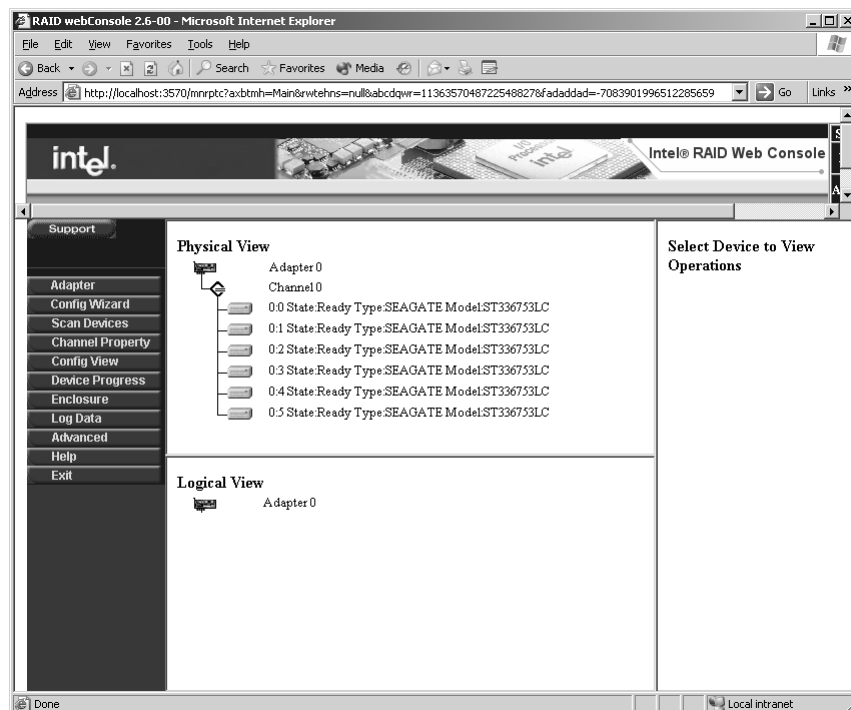 RAID webConsole 2.6-00 - Microsoft Internet Explorer
File Edit View Favorites Tools Help
Back Search Favorites Media
Address http://localhost:3570/mnrptc?axbtmh=Main&rwtehns=null&abcdqwr=1136357048722548827&fadaddad=-7083901996512285659 Go Links »
intel.
I/O Processor intel
Intel® RAID Web Console
Support
Adapter
Config Wizard
Scan Devices
Channel Property
Config View
Device Progress
Enclosure
Log Data
Advanced
Help
Exit
Physical View
Adapter 0
Channel 0
0:0 State:Ready Type:SEAGATE Model:ST336753LC
0:1 State:Ready Type:SEAGATE Model:ST336753LC
0:2 State:Ready Type:SEAGATE Model:ST336753LC
0:3 State:Ready Type:SEAGATE Model:ST336753LC
0:4 State:Ready Type:SEAGATE Model:ST336753LC
0:5 State:Ready Type:SEAGATE Model:ST336753LC
Logical View
Adapter 0
Select Device to View
Operations
Done
Local intranet